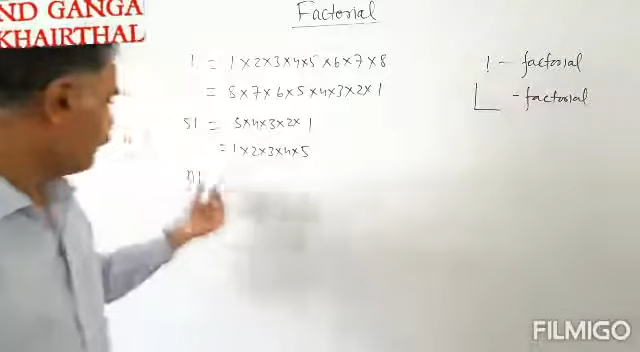 ND GANGA
KHAIRTHAL
Factorial
! = 1×2×3×4×5×6×7×8
= 8×7×6×5×4×3×2×1
5! = 5×4×3×2×1
= 1×2×3×4×5
n!
! - factorial
L - factorial
FILMIGO